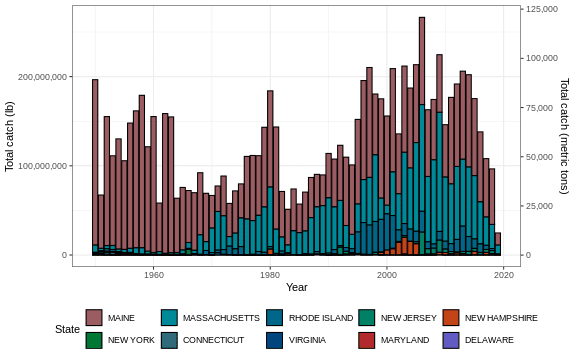 Total catch (lb)
200,000,000
100,000,000
0
125,000
100,000
75,000
50,000
25,000
0
Total catch (metric tons)
1960 1980 2000 2020
Year
State
MAINE MASSACHUSETTS RHODE ISLAND NEW JERSEY NEW HAMPSHIRE
NEW YORK CONNECTICUT VIRGINIA MARYLAND DELAWARE